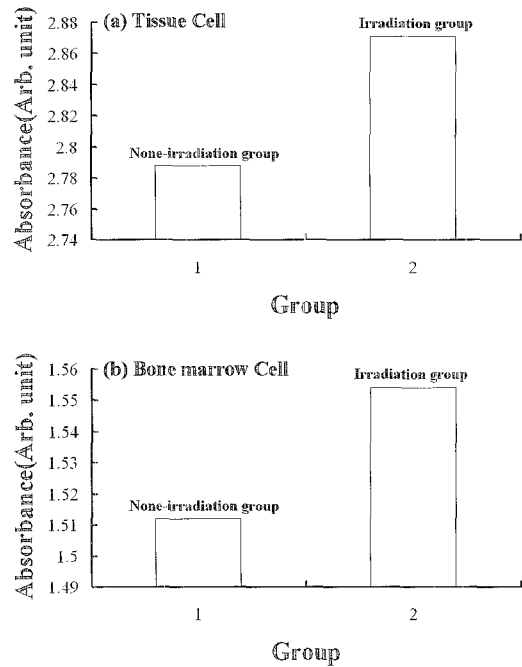 (a) Tissue Cell
Absorbance(Arb. unit)
2.88
2.86
2.84
2.82
2.8
2.78
2.76
2.74
None-irradiation group
Irradiation group
1
2
Group
(b) Bone marrow Cell
Absorbance(Arb. unit)
1.56
1.55
1.54
1.53
1.52
1.51
1.5
1.49
None-irradiation group
Irradiation group
1
2
Group